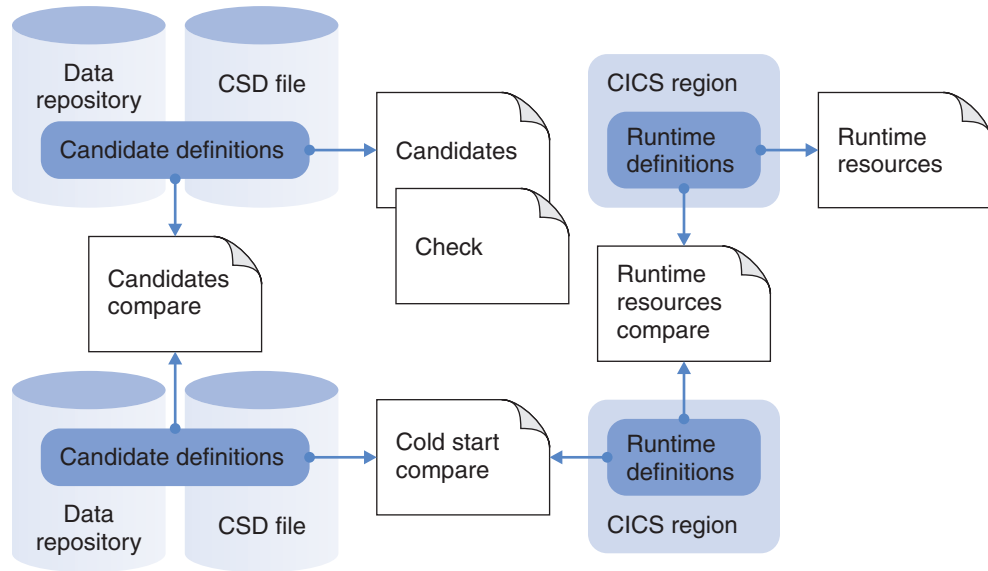 Data
repository
CSD file
Candidate definitions
Candidates
Check
Candidates
compare
CICS region
Runtime
definitions
Runtime
resources
Runtime
resources
compare
Candidate definitions
Data
repository
CSD file
Cold start
compare
Runtime
definitions
CICS region